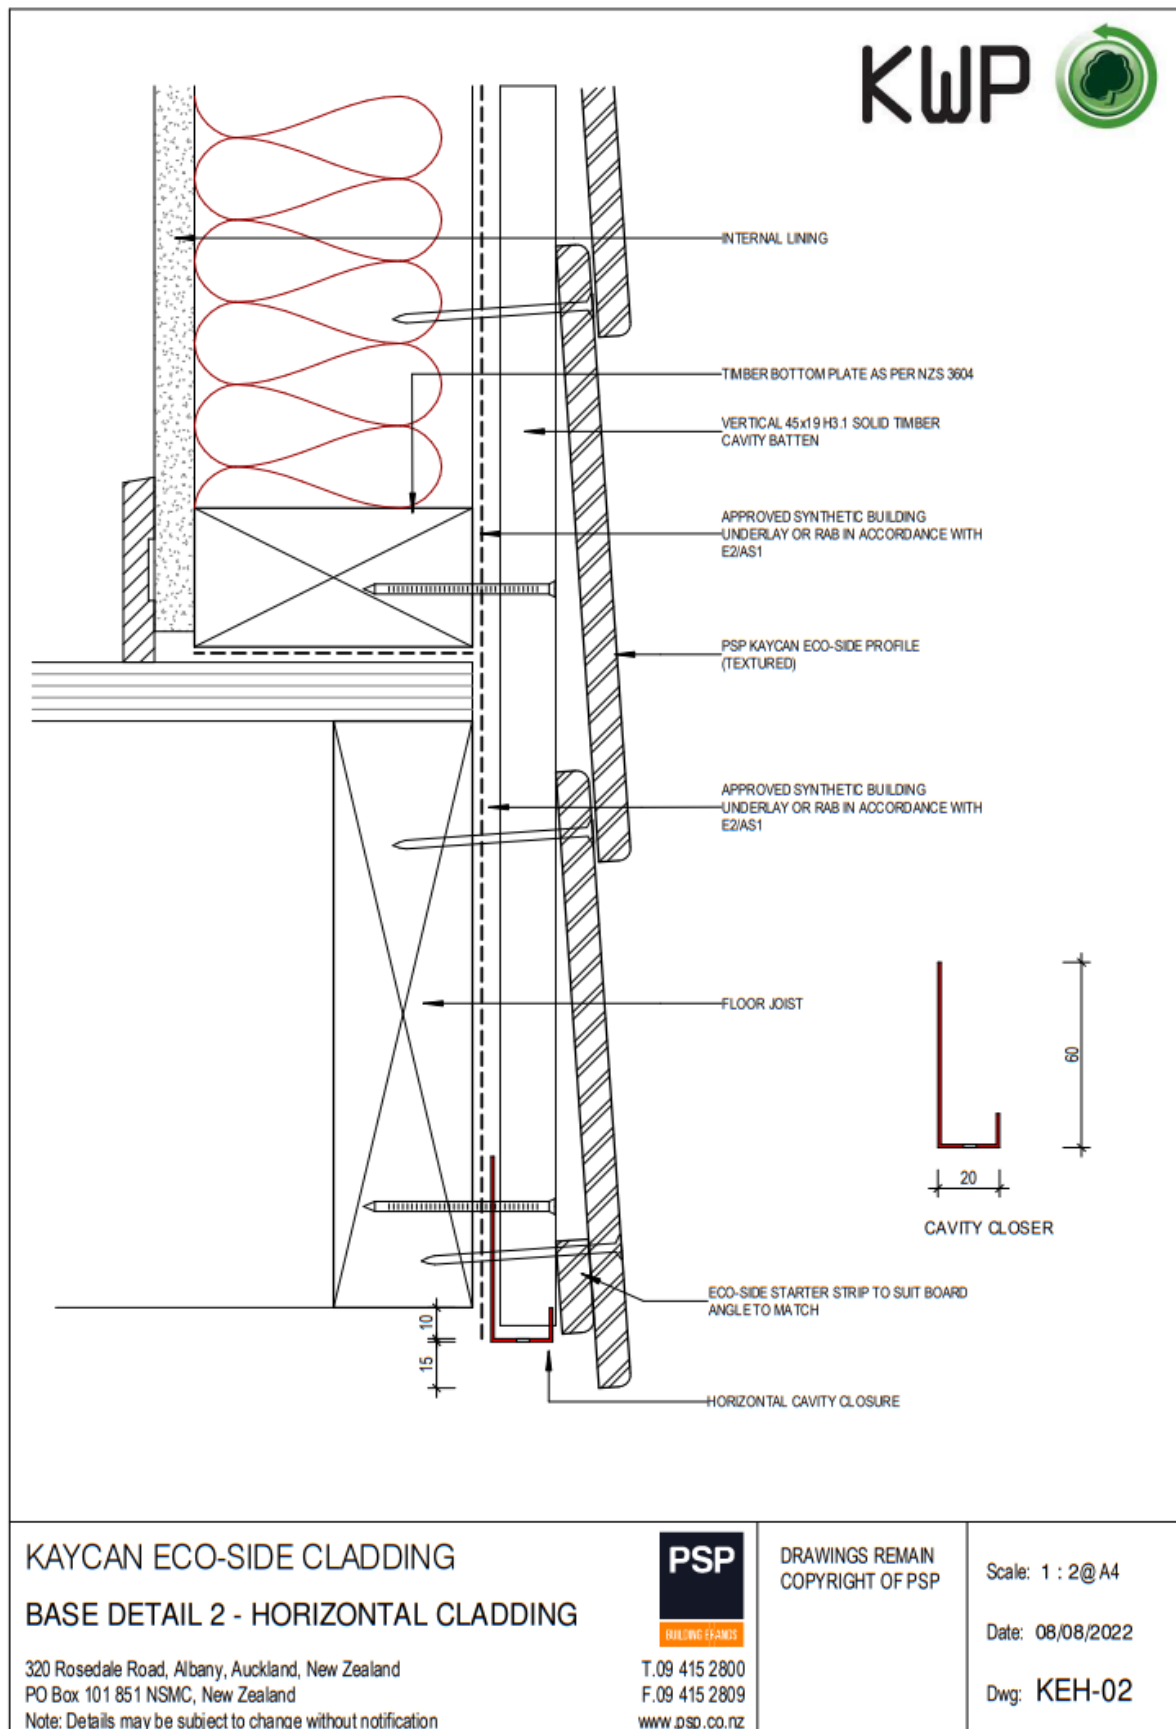 KWP
INTERNAL LINING
TIMBER BOTTOM PLATE AS PER NZS 3604
VERTICAL 45x19 H3.1 SOLID TIMBER
CAVITY BATTEN
APPROVED SYNTHETIC BUILDING
UNDERLAY OR RAB IN ACCORDANCE WITH
E2/AS1
PSP KAYCAN ECO-SIDE PROFILE
(TEXTURED)
APPROVED SYNTHETIC BUILDING
UNDERLAY OR RAB IN ACCORDANCE WITH
E2/AS1
FLOOR JOIST
60
20
CAVITY CLOSER
ECO-SIDE STARTER STRIP TO SUIT BOARD
ANGLE TO MATCH
10
15
HORIZONTAL CAVITY CLOSURE
KAYCAN ECO-SIDE CLADDING
BASE DETAIL 2 - HORIZONTAL CLADDING
320 Rosedale Road, Albany, Auckland, New Zealand
PO Box 101 851 NSMC, New Zealand
Note: Details may be subject to change without notification
PSP
BUILDING BRANDS
T.09 415 2800
F.09 415 2809
www.psp.co.nz
DRAWINGS REMAIN
COPYRIGHT OF PSP
Scale: 1 : 2@ A4
Date: 08/08/2022
Dwg: KEH-02